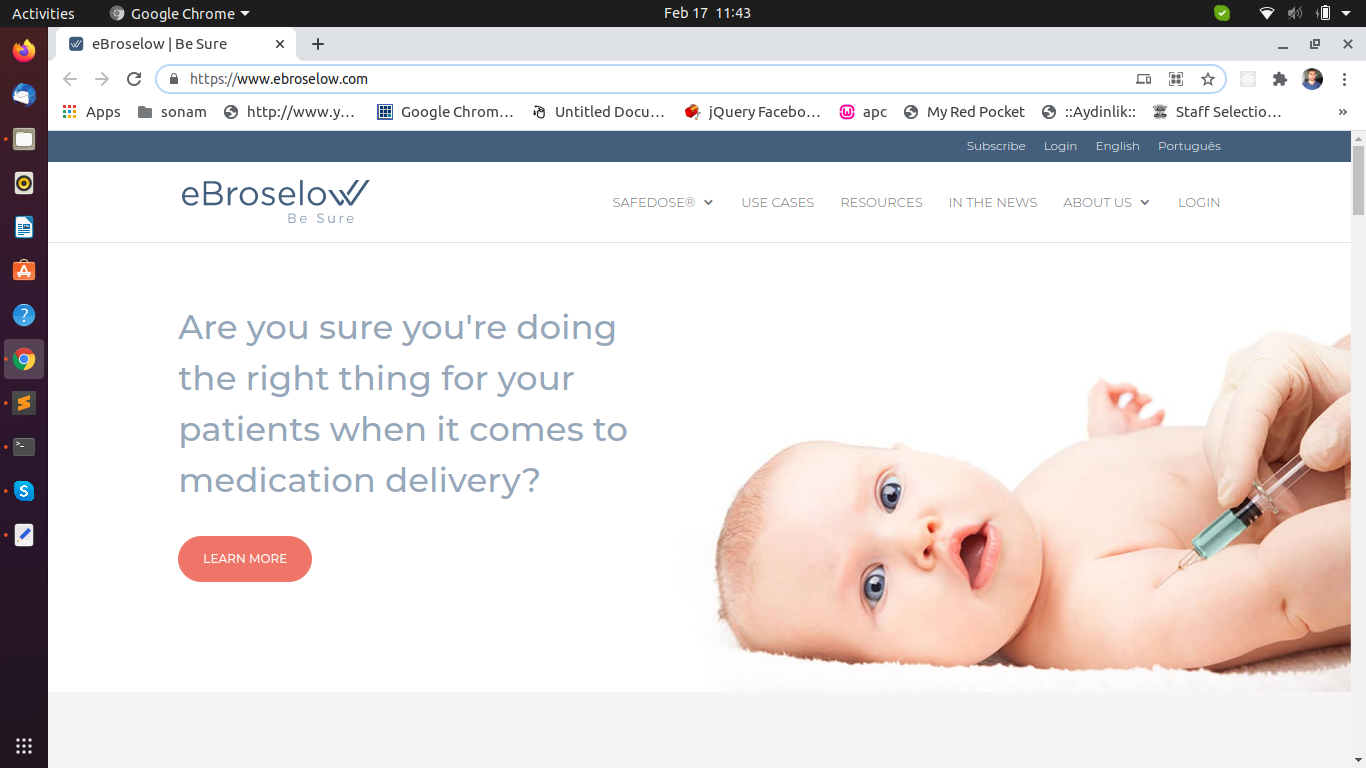 Activities
Google Chrome
Feb 17 11:43
eBroselow | Be Sure
https://www.ebroselow.com
Apps
sonam
http://www.y...
Google Chrom...
Untitled Docu...
jQuery Facebo...
apc
My Red Pocket
::Aydinlik::
Staff Selectio...
»
Subscribe Login English Português
eBroselow
Be Sure
SAFEDOSE® USE CASES RESOURCES IN THE NEWS ABOUT US LOGIN
Are you sure you're doing
the right thing for your
patients when it comes to
medication delivery?
LEARN MORE